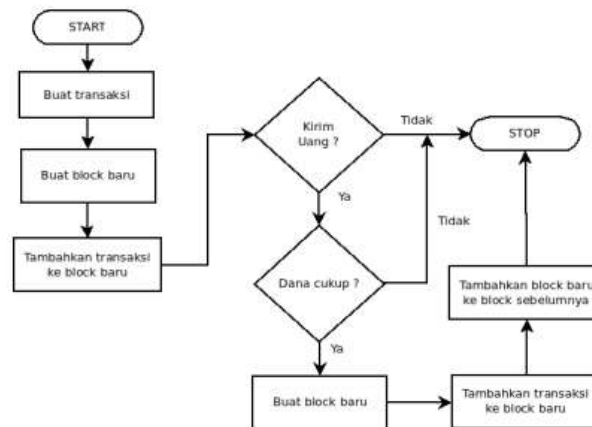 START
Buat transaksi
Buat block baru
Tambahkan transaksi
ke block baru
Kirim
Uang ?
Tidak
STOP
Ya
Tidak
Dana cukup ?
Ya
Buat block baru
Tambahkan transaksi
ke block baru
Tambahkan block baru
ke block sebelumnya